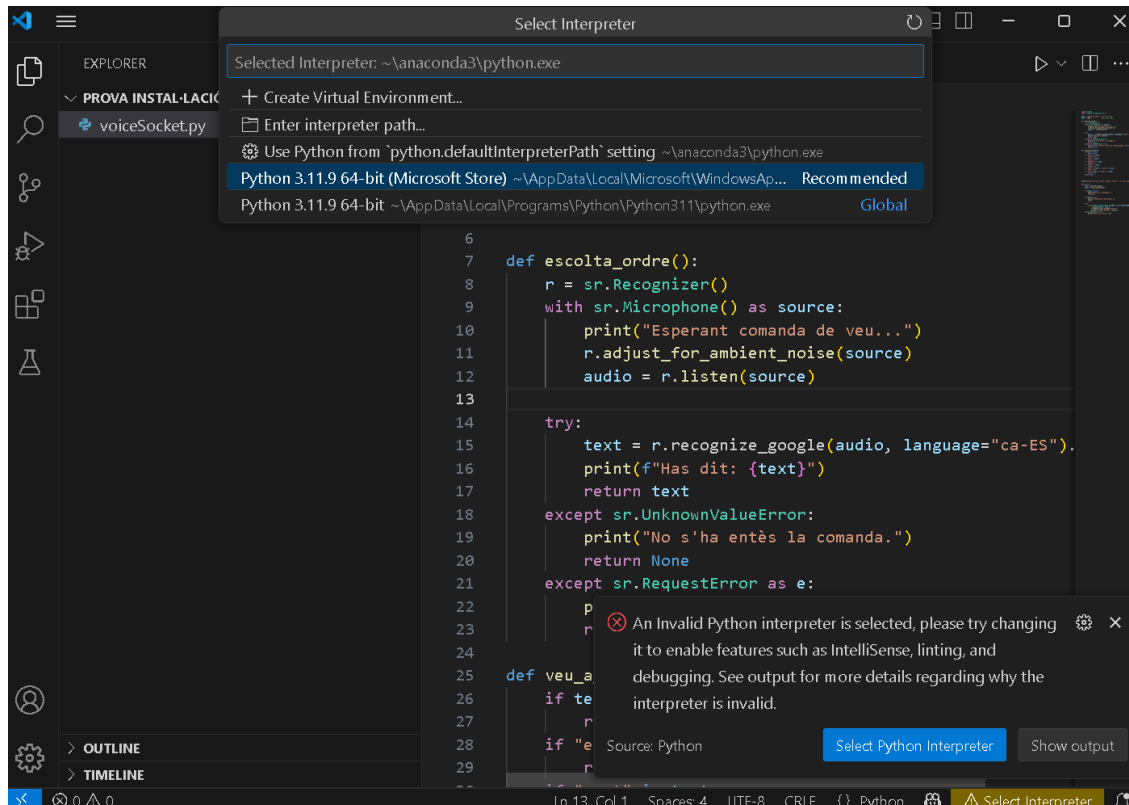 Select Interpreter
Selected Interpreter: ~\anaconda3\python.exe
+ Create Virtual Environment...
Enter interpreter path...
Use Python from `python.defaultInterpreterPath` setting ~\anaconda3\python.exe
Python 3.11.9 64-bit (Microsoft Store) ~\AppData\Local\Microsoft\WindowsAp... Recommended
Python 3.11.9 64-bit ~\AppData\Local\Programs\Python\Python311\python.exe Global
EXPLORER
PROVA INSTAL·LACIÓ
voiceSocket.py
OUTLINE
TIMELINE
6
7 def escolta_ordre():
8 r = sr.Recognizer()
9 with sr.Microphone() as source:
10 print("Esperant comanda de veu...")
11 r.adjust_for_ambient_noise(source)
12 audio = r.listen(source)
13
14 try:
15 text = r.recognize_google(audio, language="ca-ES").
16 print(f"Has dit: {text}")
17 return text
18 except sr.UnknownValueError:
19 print("No s'ha entès la comanda.")
20 return None
21 except sr.RequestError as e:
22 p
23 r
24
25 def veu_a
26 if te
27 r
28 if "e
29 r
An Invalid Python interpreter is selected, please try changing
it to enable features such as IntelliSense, linting, and
debugging. See output for more details regarding why the
interpreter is invalid.
Source: Python
Select Python Interpreter
Show output
0 0
Ln 13, Col 1 Spaces: 4 UTF-8 CRLF {} Python Select Interpreter